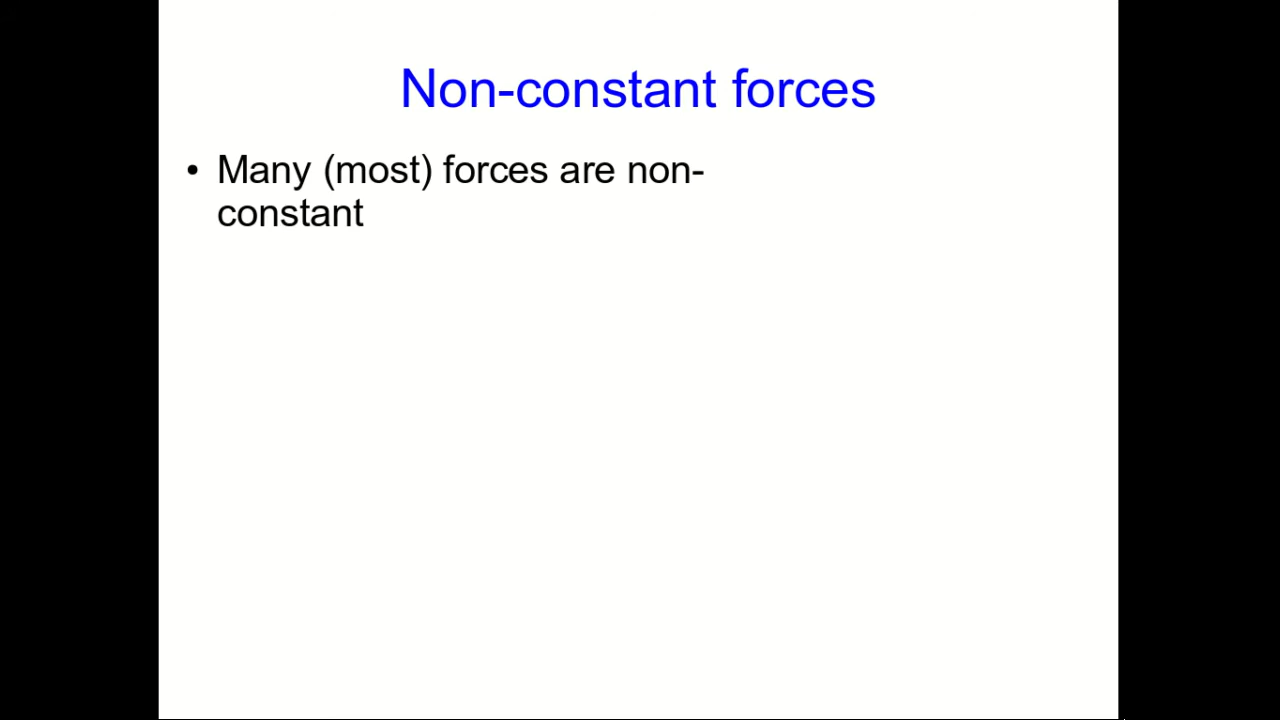 Non-constant forces
• Many (most) forces are non-
constant